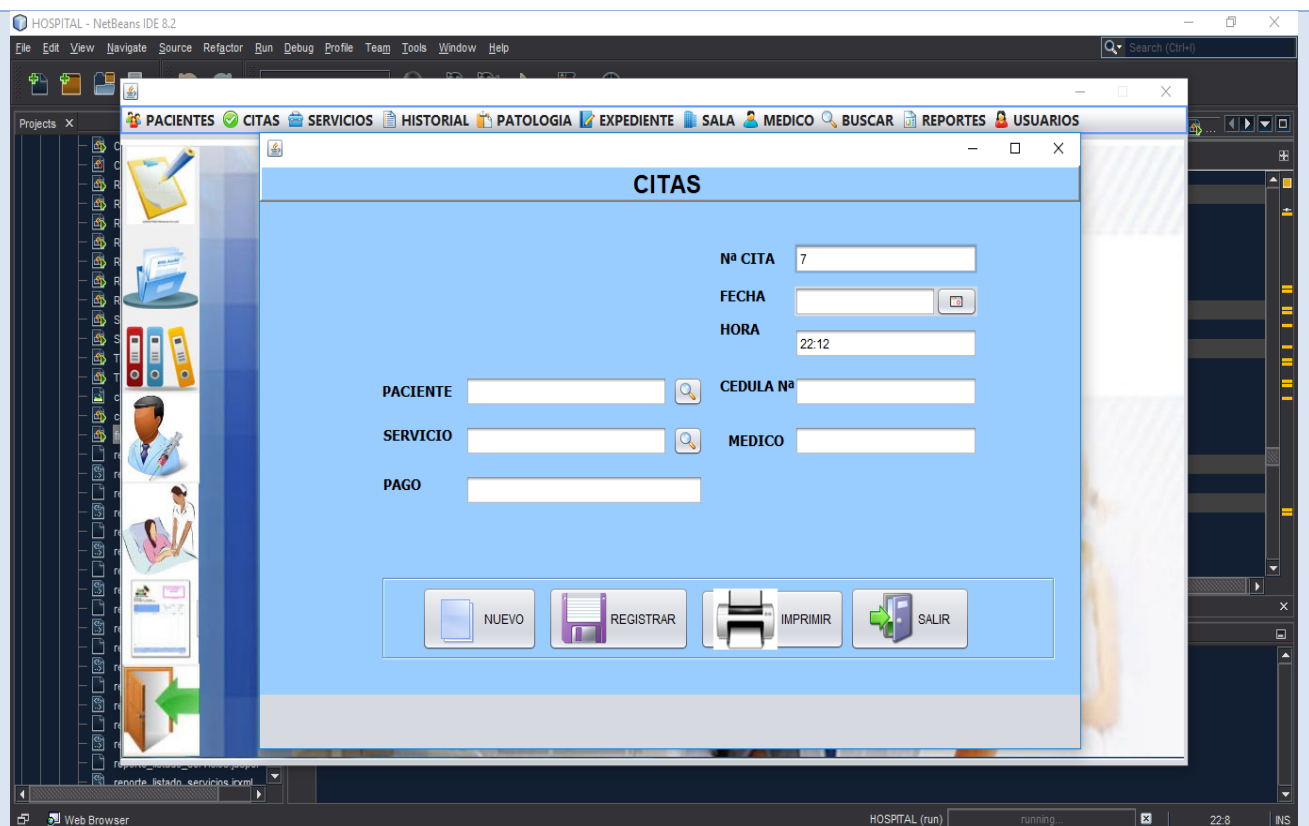 HOSPITAL - NetBeans IDE 8.2
File Edit View Navigate Source Refactor Run Debug Profile Team Tools Window Help
Search (Ctrl+I)
Projects
PACIENTES CITAS SERVICIOS HISTORIAL PATOLOGIA EXPEDIENTE SALA MEDICO BUSCAR REPORTES USUARIOS
CITAS
Nª CITA 7
FECHA
HORA
22:12
PACIENTE CEDULA Nª
SERVICIO MEDICO
PAGO
NUEVO REGISTRAR IMPRIMIR SALIR
reporte_listado_servicios.jrxml
Web Browser HOSPITAL (run) running... 22:8 INS